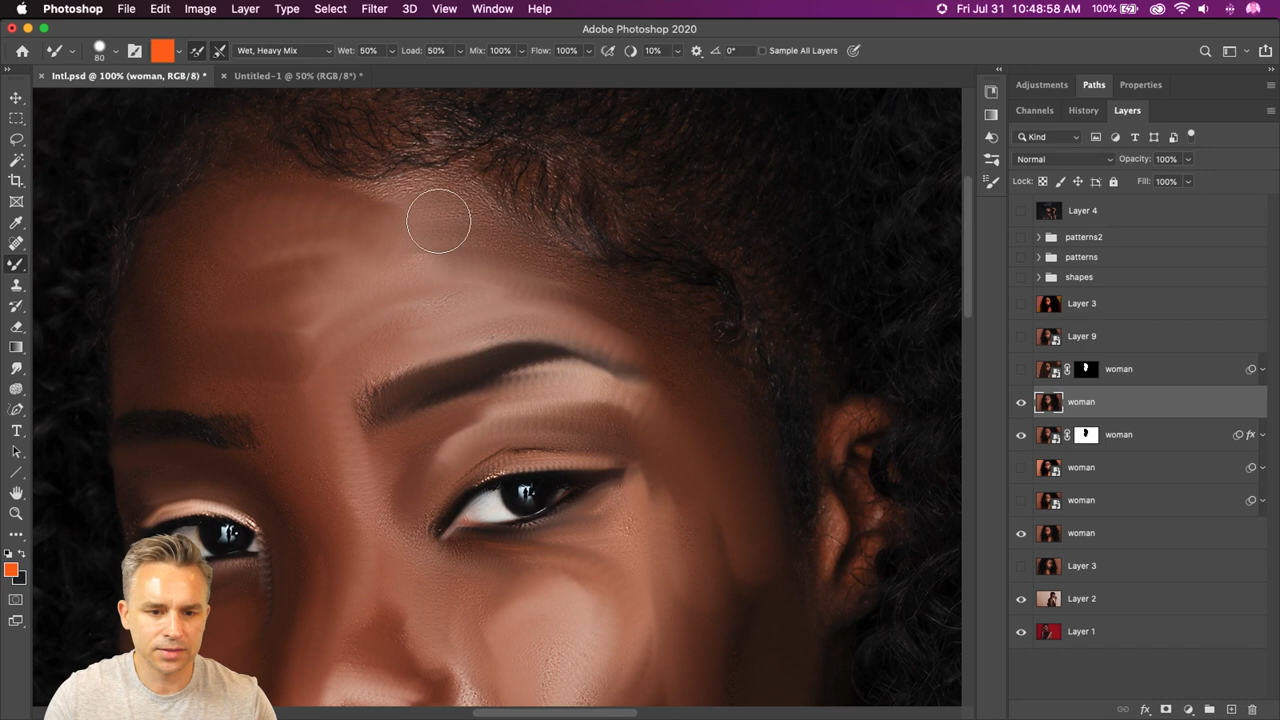 Photoshop File Edit Image Layer Type Select Filter 3D View Window Help 100% Fri Jul 31 10:48:58 AM
Adobe Photoshop 2020
80 Wet, Heavy Mix Wet: 50% Load: 50% Mix: 100% Flow: 100% 10% 0° Sample All Layers
Intl.psd @ 100% (woman, RGB/8) * Untitled-1 @ 50% (RGB/8*) *
Adjustments Paths Properties
Channels History Layers
Kind
Normal Opacity: 100%
Lock: Fill: 100%
Layer 4
patterns2
patterns
shapes
Layer 3
Layer 9
woman
woman
woman fx
woman
woman
woman
Layer 3
Layer 2
Layer 1
fx